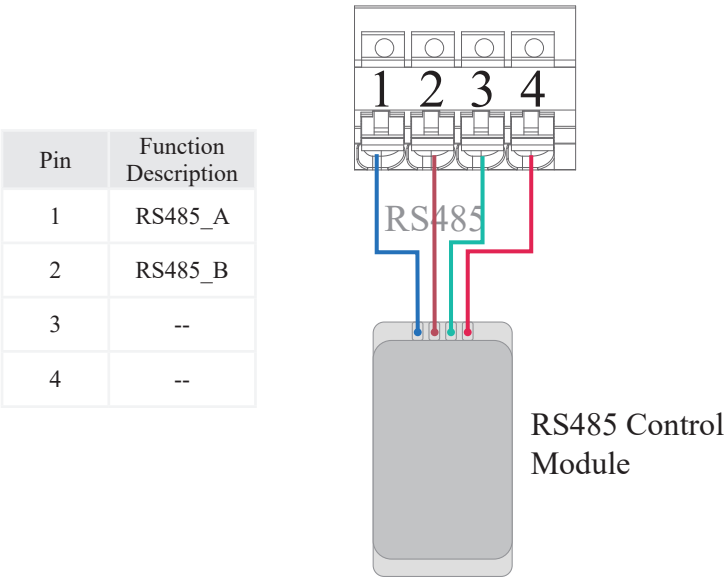 1 2 3 4
Pin
Function
Description
1 RS485_A
2 RS485_B
3 --
4 --
RS485
RS485 Control
Module